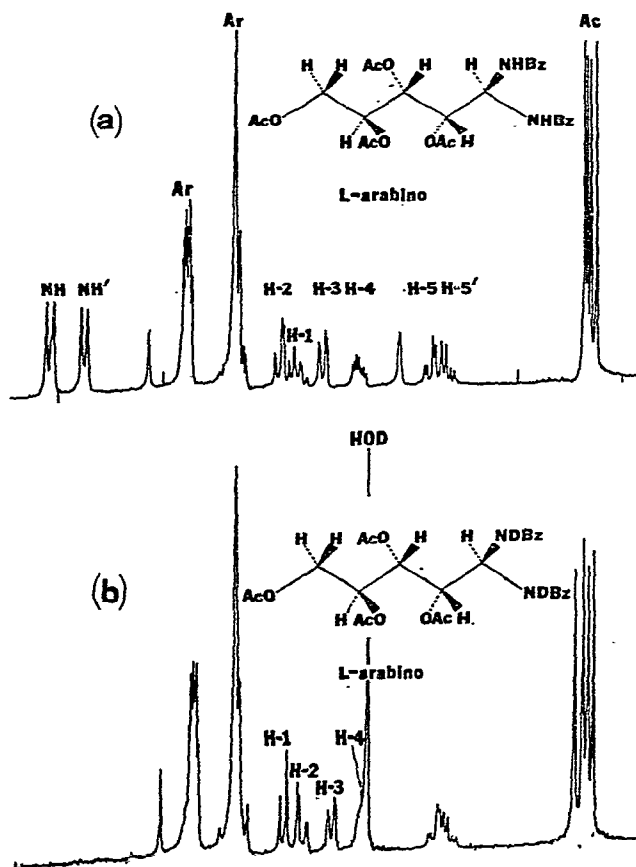 Ar
Ac
H H AcO H H NHBz
(a)
AcO NHBz
H AcO OAc H
Ar
L-arabino
NH NH' H-2 H-3 H-4 H-5 H-5'
H-1
HOD
H H AcO H H NDBz
(b)
AcO NDBz
H AcO OAc H.
L-arabino
H-1 H-4
H-2
H-3